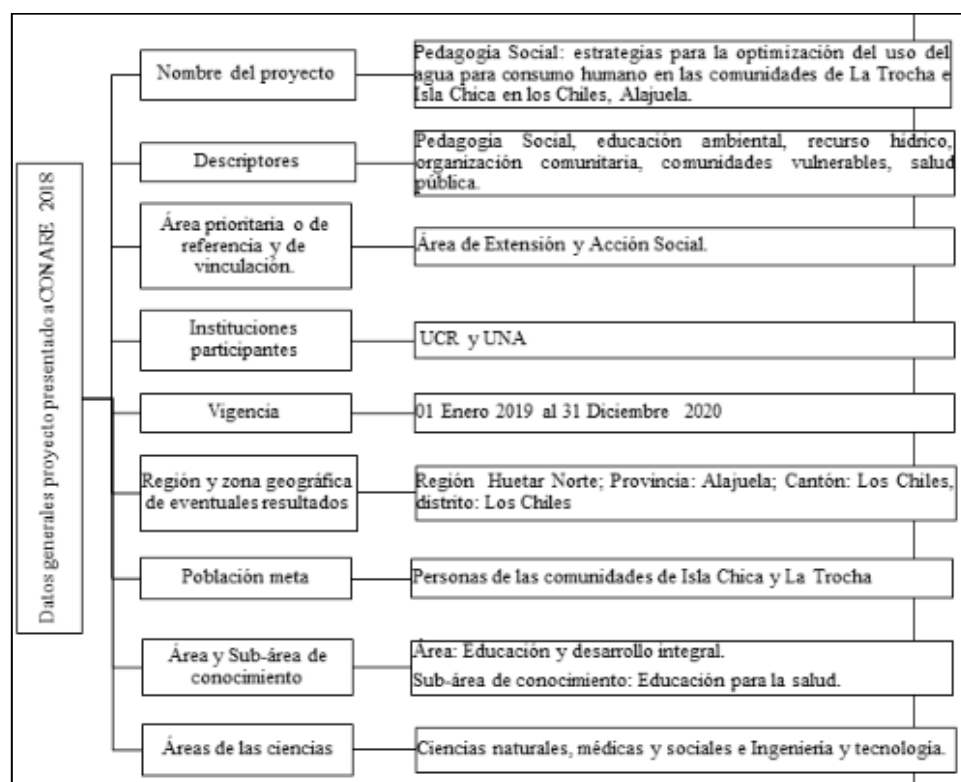 Datos generales proyecto presentado a CONARE 2018
Nombre del proyecto
Pedagogía Social: estrategias para la optimización del uso del
agua para consumo humano en las comunidades de La Trocha e
Isla Chica en los Chiles, Alajuela.
Descriptores
Pedagogía Social, educación ambiental, recurso hídrico,
organización comunitaria, comunidades vulnerables, salud
pública.
Área prioritaria o de
referencia y de
vinculación.
Área de Extensión y Acción Social.
Instituciones
participantes
UCR y UNA
Vigencia
01 Enero 2019 al 31 Diciembre 2020
Región y zona geográfica
de eventuales resultados
Región Huetar Norte; Provincia: Alajuela; Cantón: Los Chiles,
distrito: Los Chiles
Población meta
Personas de las comunidades de Isla Chica y La Trocha
Área y Sub-área de
conocimiento
Área: Educación y desarrollo integral.
Sub-área de conocimiento: Educación para la salud.
Áreas de las ciencias
Ciencias naturales, médicas y sociales e Ingeniería y tecnología.